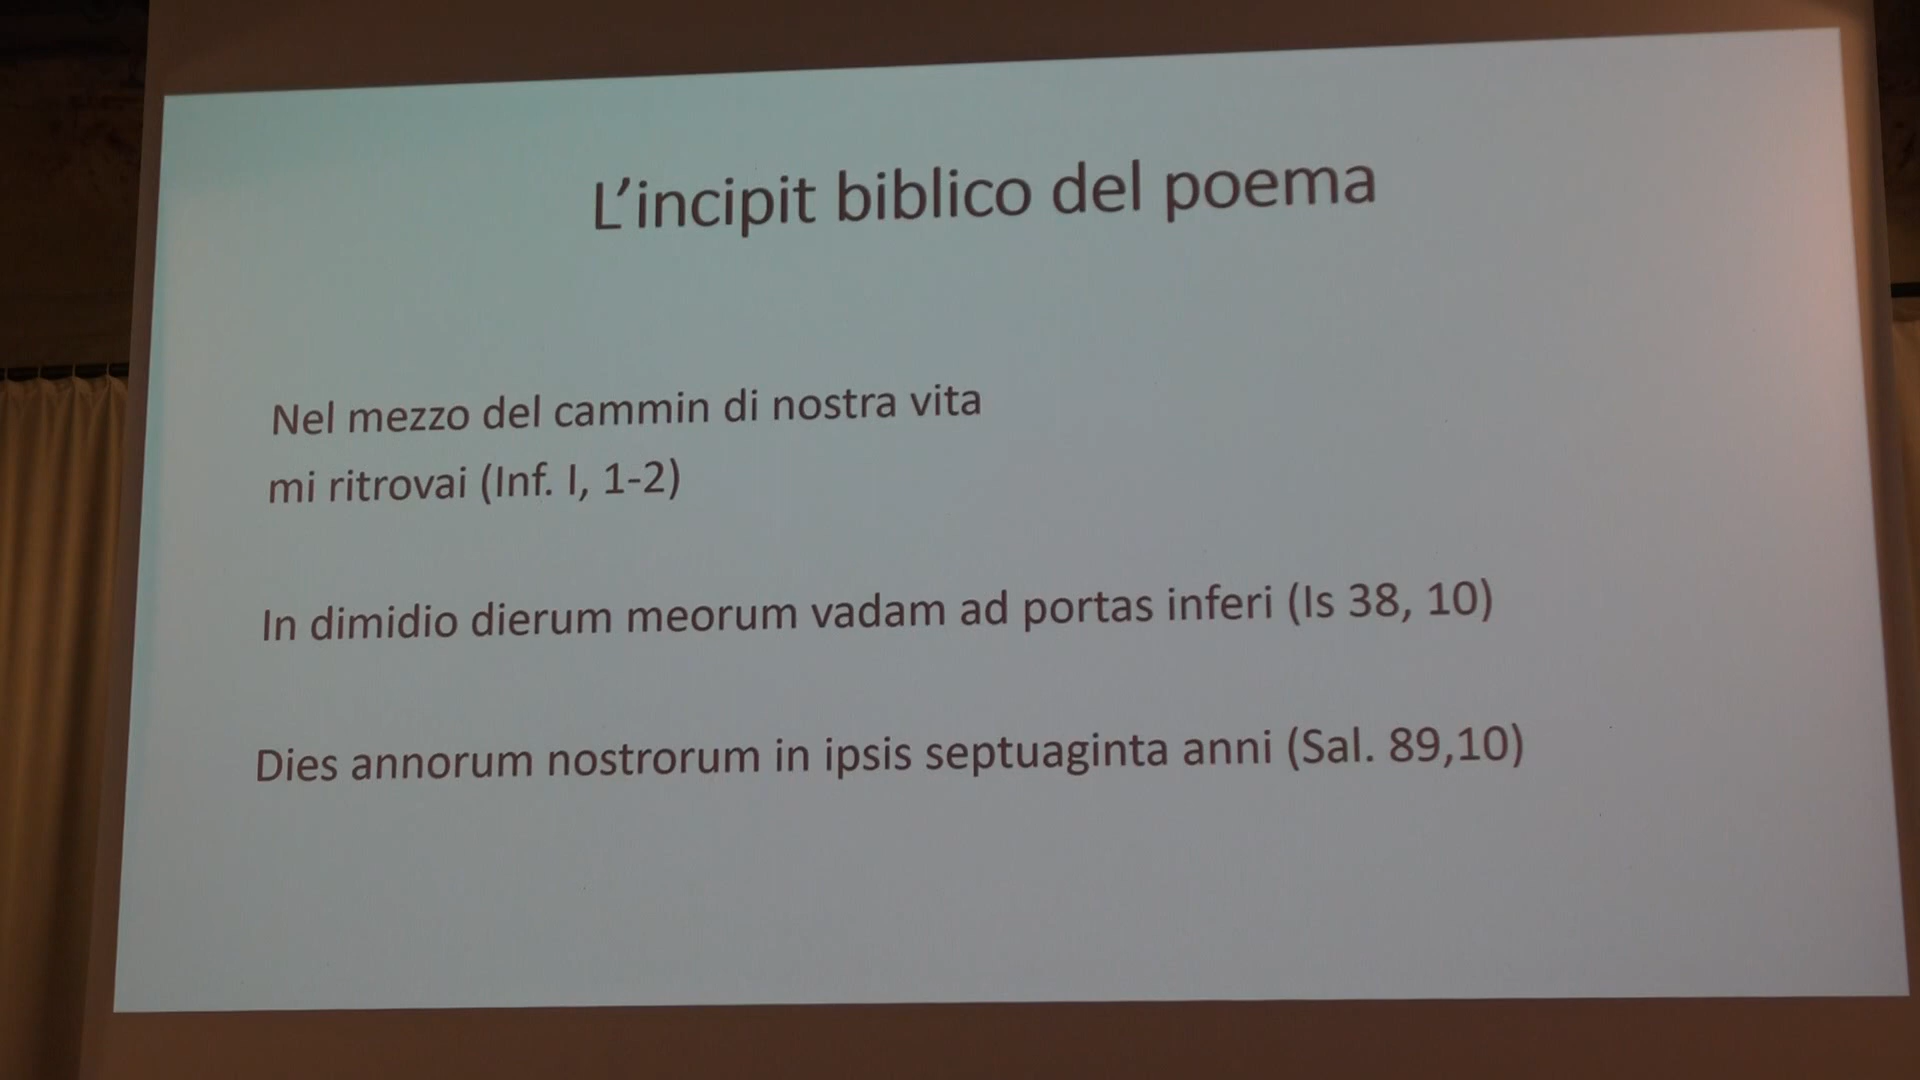 L'incipit biblico del poema
Nel mezzo del cammin di nostra vita
mi ritrovai (Inf. I, 1-2)
In dimidio dierum meorum vadam ad portas inferi (Is 38, 10)
Dies annorum nostrorum in ipsis septuaginta anni (Sal. 89,10)